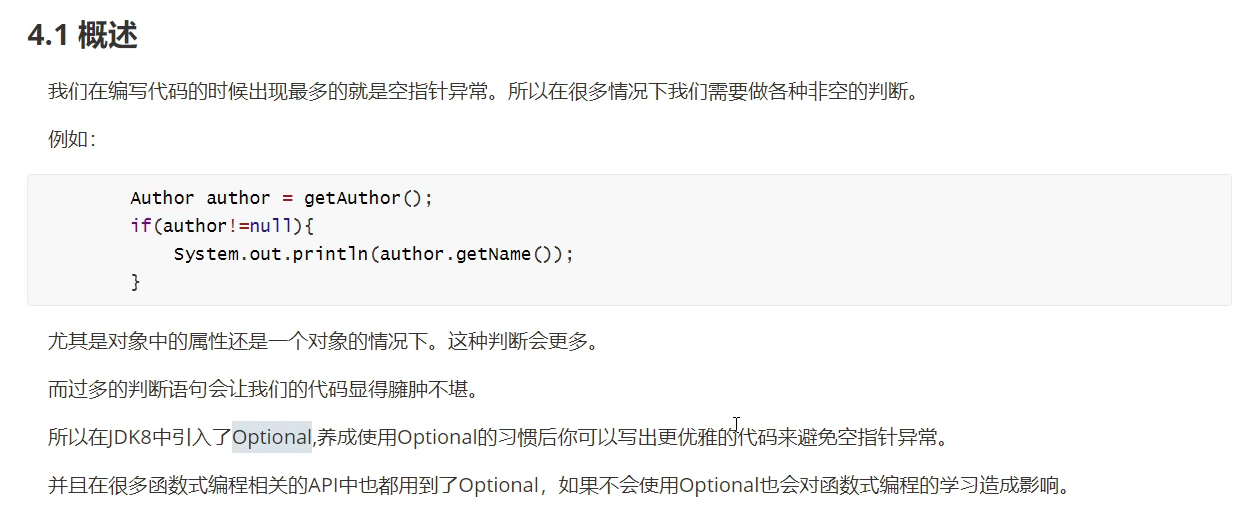 4.1 概述
我们在编写代码的时候出现最多的就是空指针异常。所以在很多情况下我们需要做各种非空的判断。
例如：
Author author = getAuthor();
if(author!=null){
    System.out.println(author.getName());
}
尤其是对象中的属性还是一个对象的情况下。这种判断会更多。
而过多的判断语句会让我们的代码显得臃肿不堪。
所以在JDK8中引入了Optional,养成使用Optional的习惯后你可以写出更优雅的代码来避免空指针异常。
并且在很多函数式编程相关的API中也都用到了Optional，如果不会使用Optional也会对函数式编程的学习造成影响。